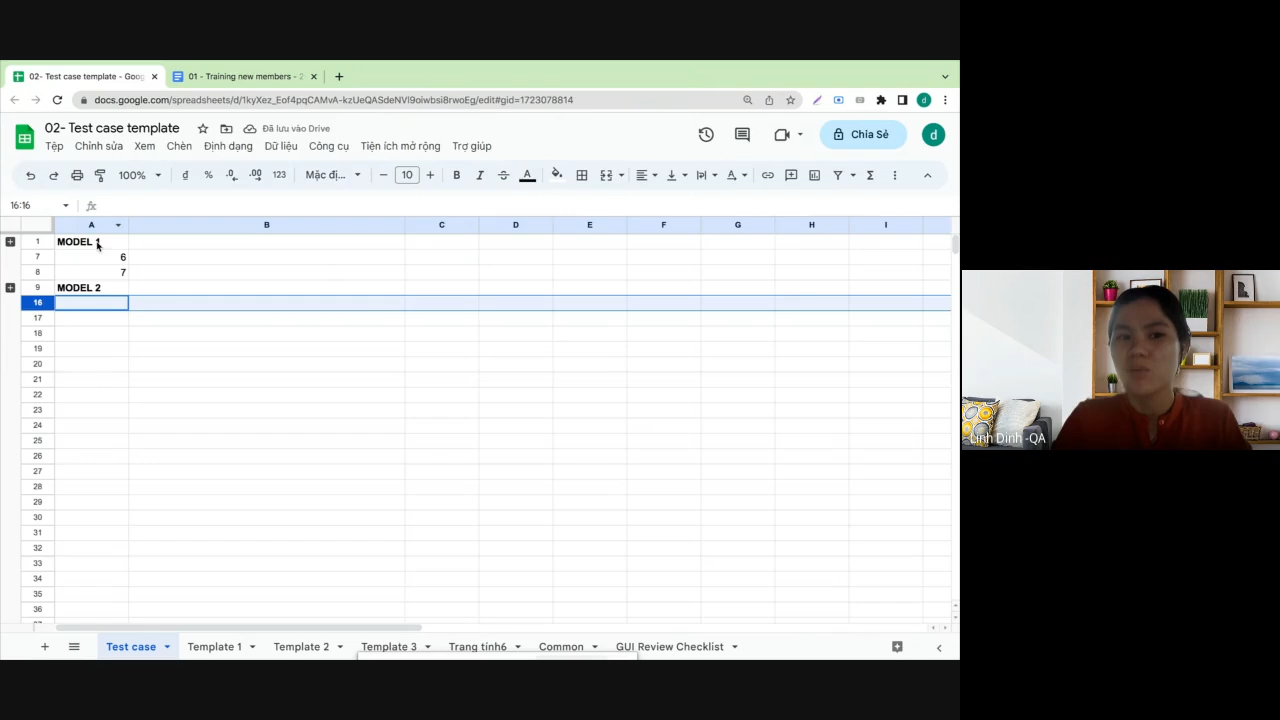 02- Test case template - Goog
01 - Training new members - 2
docs.google.com/spreadsheets/d/1kyXez_Eof4pqCAMvA-kzUeQASdeNVl9oiwbsi8rwoEg/edit#gid=1723078814
02- Test case template
Đã lưu vào Drive
Chia Sẻ
d
Tệp Chỉnh sửa Xem Chèn Định dạng Dữ liệu Công cụ Tiện ích mở rộng Trợ giúp
100% đ % .0 .00 123 Mặc đị... 10 B I S A
16:16 fx
A B C D E F G H I
1 MODEL 1
7 6
8 7
9 MODEL 2
16
17
18
19
20
21
22
23
24
25
26
27
28
29
30
31
32
33
34
35
36
Linh Dinh -QA
Test case Template 1 Template 2 Template 3 Trang tính6 Common GUI Review Checklist